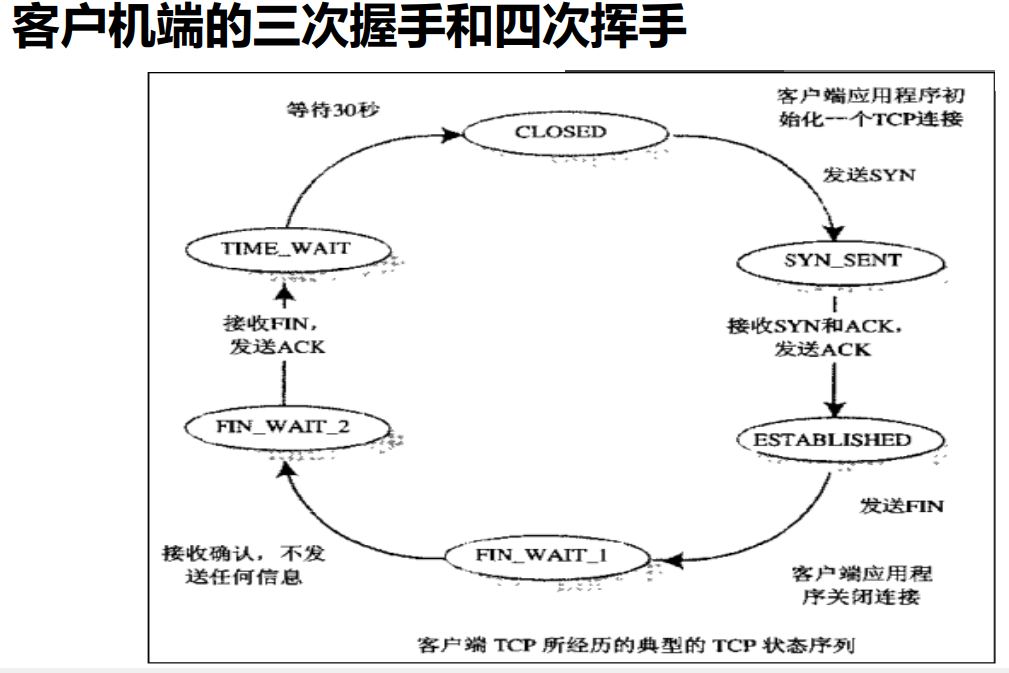 客户机端的三次握手和四次挥手
等待30秒
CLOSED
客户端应用程序初
始化一个TCP连接
发送SYN
TIME_WAIT
SYN_SENT
接收FIN，
发送ACK
接收SYN和ACK，
发送ACK
FIN_WAIT_2
ESTABLISHED
发送FIN
接收确认，不发
送任何信息
FIN_WAIT_1
客户端应用程
序关闭连接
客户端 TCP 所经历的典型的 TCP 状态序列